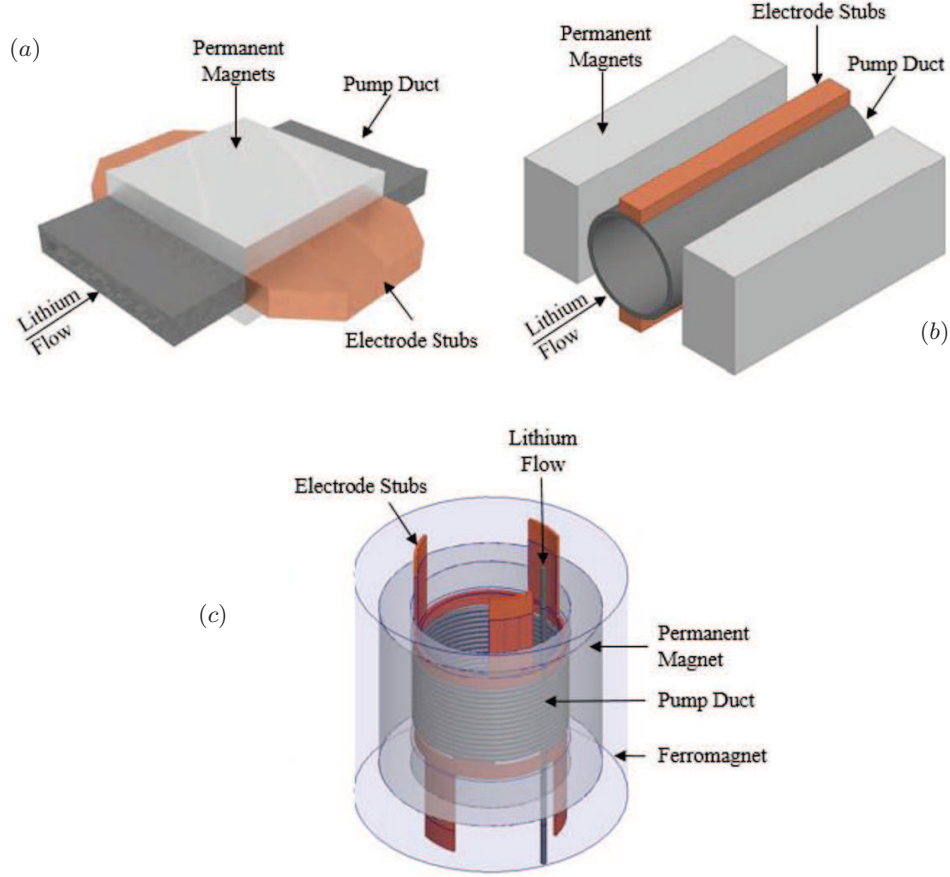 (a)
Permanent
Magnets
Pump Duct
Lithium
Flow
Electrode Stubs
Electrode Stubs
Permanent
Magnets
Pump Duct
Lithium
Flow
(b)
Lithium
Flow
Electrode Stubs
(c)
Permanent
Magnet
Pump Duct
Ferromagnet